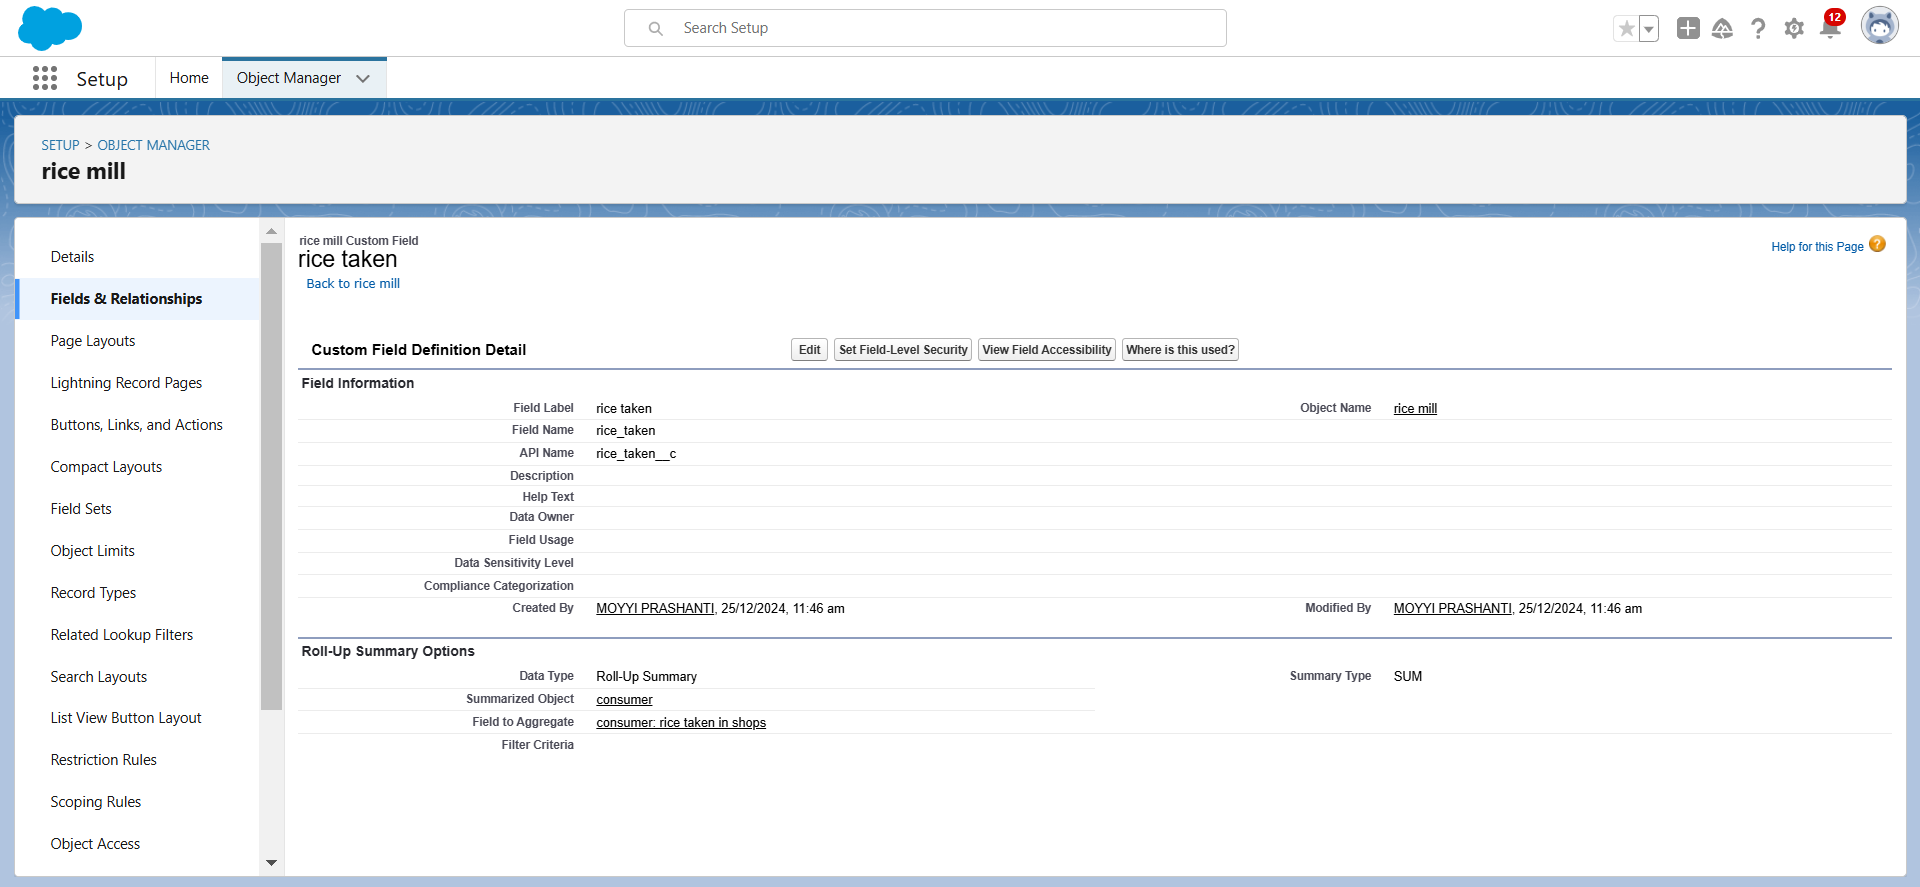 Search Setup
12
Setup
Home
Object Manager
SETUP > OBJECT MANAGER
rice mill
Details
Fields & Relationships
Page Layouts
Lightning Record Pages
Buttons, Links, and Actions
Compact Layouts
Field Sets
Object Limits
Record Types
Related Lookup Filters
Search Layouts
List View Button Layout
Restriction Rules
Scoping Rules
Object Access
rice mill Custom Field
rice taken
Back to rice mill
Help for this Page
Custom Field Definition Detail
Edit
Set Field-Level Security
View Field Accessibility
Where is this used?
Field Information
Field Label rice taken Object Name rice mill
Field Name rice_taken
API Name rice_taken__c
Description
Help Text
Data Owner
Field Usage
Data Sensitivity Level
Compliance Categorization
Created By MOYYI PRASHANTI, 25/12/2024, 11:46 am Modified By MOYYI PRASHANTI, 25/12/2024, 11:46 am
Roll-Up Summary Options
Data Type Roll-Up Summary Summary Type SUM
Summarized Object consumer
Field to Aggregate consumer: rice taken in shops
Filter Criteria